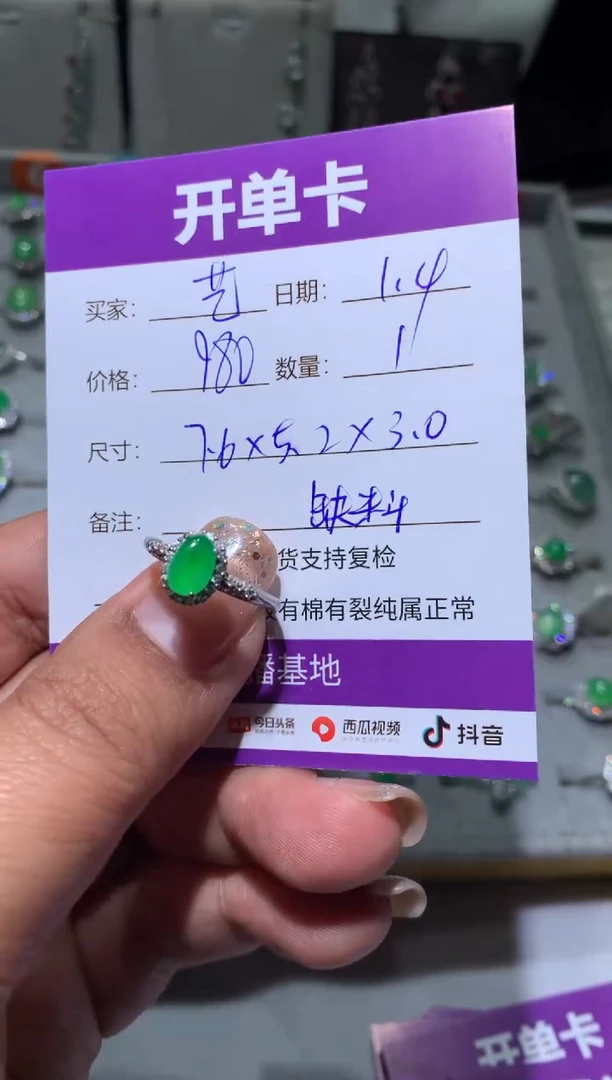 开单卡
买家: 艺 日期: 1.4
价格: 980 数量: 1
尺寸: 7.6×5.2×3.0
备注: 缺料
货支持复检
有棉有裂纯属正常
播基地
今日头条 西瓜视频 抖音
开单卡